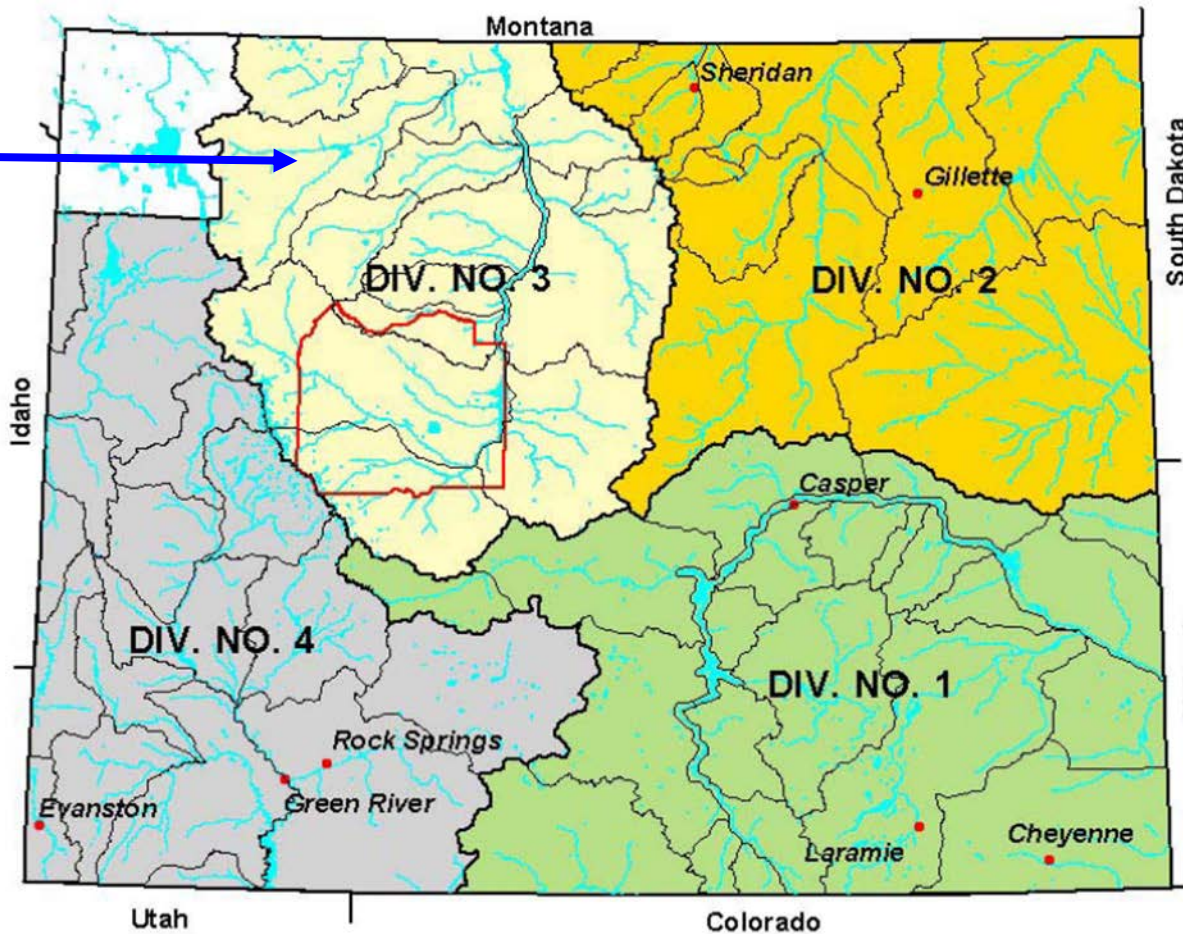 Montana
Sheridan
Gillette
South Dakota
DIV. NO. 3
DIV. NO. 2
Idaho
Casper
DIV. NO. 4
DIV. NO. 1
Rock Springs
Green River
Evanston
Laramie
Cheyenne
Utah
Colorado